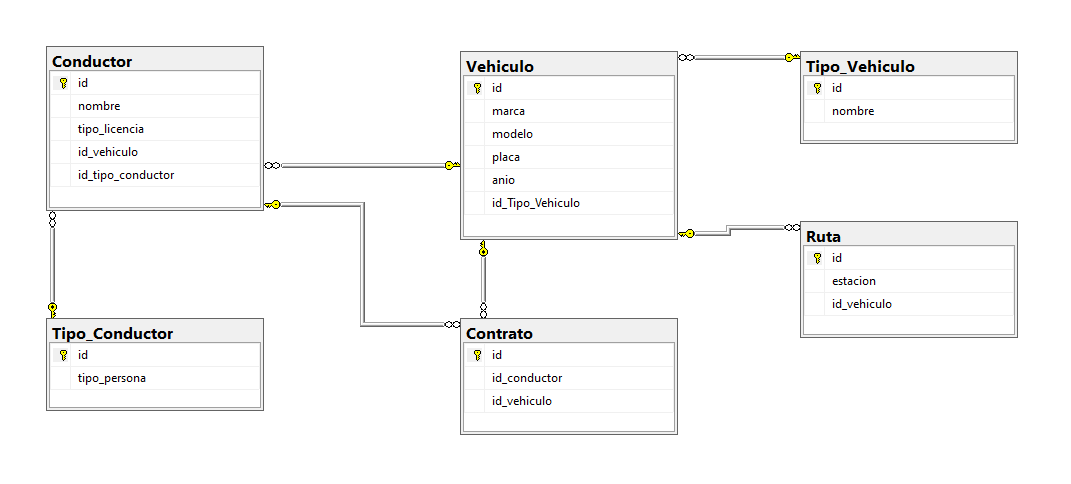 Conductor
id
nombre
tipo_licencia
id_vehiculo
id_tipo_conductor
Vehiculo
id
marca
modelo
placa
anio
id_Tipo_Vehiculo
Tipo_Vehiculo
id
nombre
Ruta
id
estacion
id_vehiculo
Tipo_Conductor
id
tipo_persona
Contrato
id
id_conductor
id_vehiculo